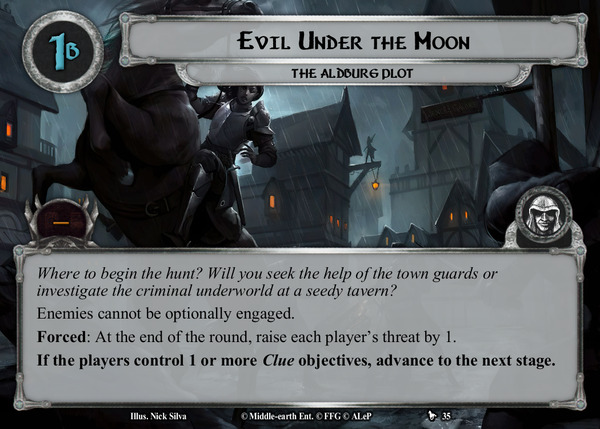 1B
EVIL UNDER THE MOON
THE ALDBURG PLOT
–
Where to begin the hunt? Will you seek the help of the town guards or
investigate the criminal underworld at a seedy tavern?
Enemies cannot be optionally engaged.
Forced: At the end of the round, raise each player's threat by 1.
If the players control 1 or more Clue objectives, advance to the next stage.
Illus. Nick Silva
© Middle-earth Ent. © FFG © ALeP
35